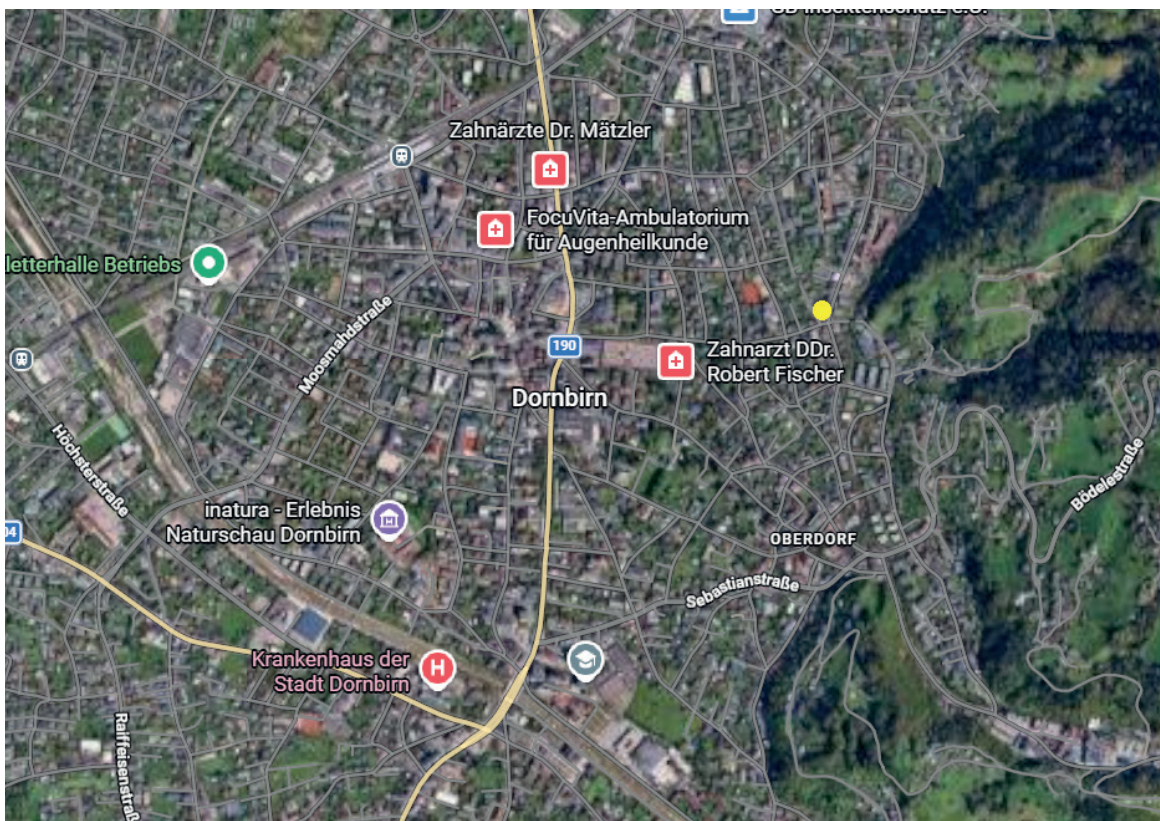 Zahnärzte Dr. Mätzler
FocuVita-Ambulatorium
für Augenheilkunde
letterhalle Betriebs
Moosmahdstraße
190
Zahnarzt DDr.
Robert Fischer
Dornbirn
Höchsterstraße
Bödelestraße
inatura - Erlebnis
Naturschau Dornbirn
04
OBERDORF
Sebastianstraße
Krankenhaus der
Stadt Dornbirn
H
Raiffeisenstraß